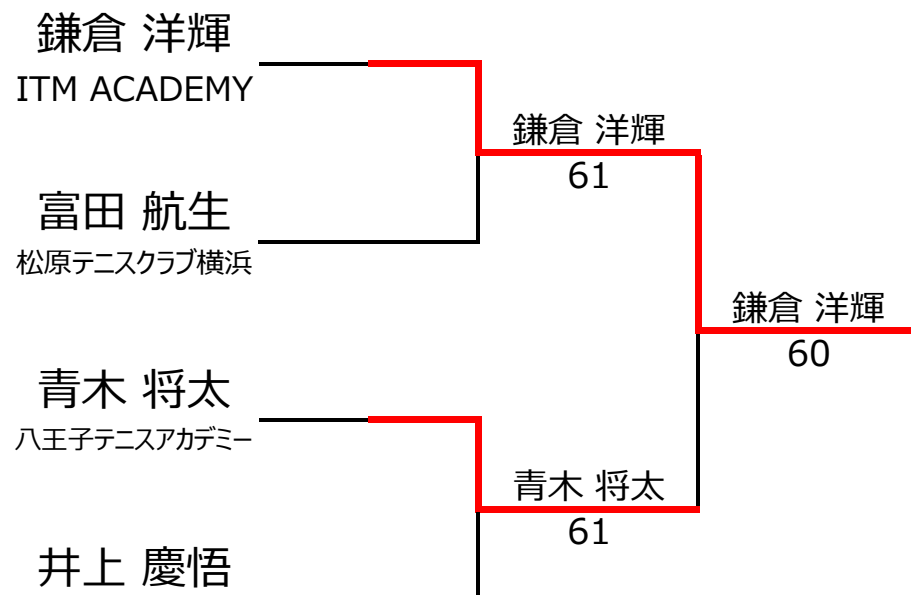 鎌倉 洋輝
ITM ACADEMY
鎌倉 洋輝
61
富田 航生
松原テニスクラブ横浜
鎌倉 洋輝
60
青木 将太
八王子テニスアカデミー
青木 将太
61
井上 慶悟